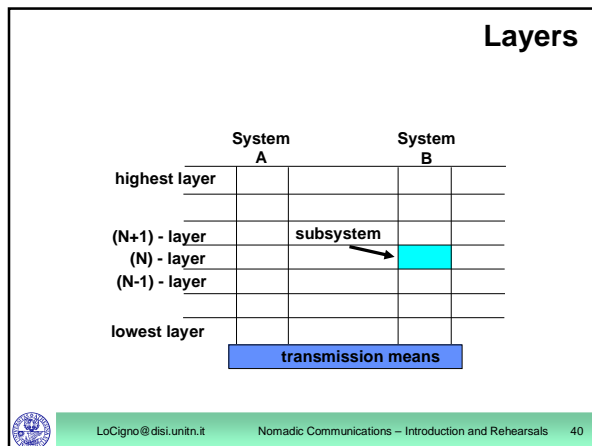 Layers
System
A
System
B
highest layer
(N+1) - layer
subsystem
(N) - layer
(N-1) - layer
lowest layer
transmission means
LoCigno@disi.unitn.it Nomadic Communications – Introduction and Rehearsals 40